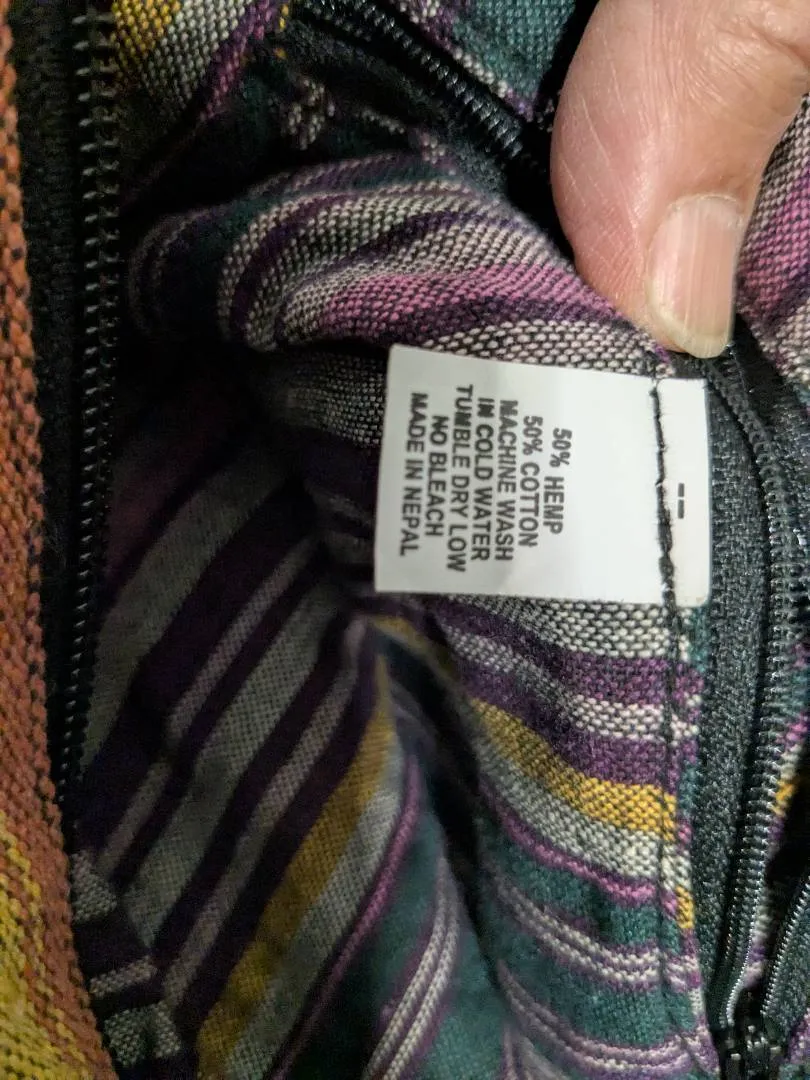 --
50% HEMP
50% COTTON
MACHINE WASH
IN COLD WATER
TUMBLE DRY LOW
NO BLEACH
MADE IN NEPAL